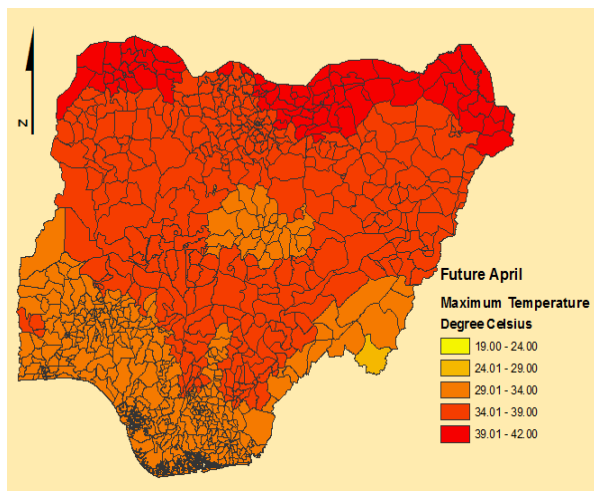 N
Future April
Maximum Temperature
Degree Celsius
19.00 - 24.00
24.01 - 29.00
29.01 - 34.00
34.01 - 39.00
39.01 - 42.00